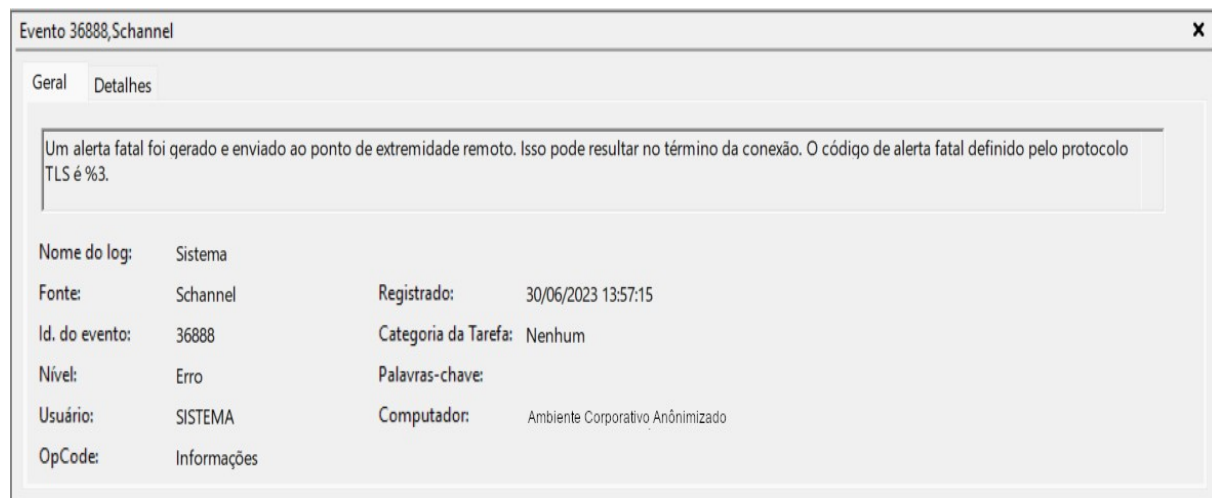 Evento 36888,Schannel
X
Geral Detalhes
Um alerta fatal foi gerado e enviado ao ponto de extremidade remoto. Isso pode resultar no término da conexão. O código de alerta fatal definido pelo protocolo
TLS é %3.
Nome do log: Sistema
Fonte: Schannel Registrado: 30/06/2023 13:57:15
Id. do evento: 36888 Categoria da Tarefa: Nenhum
Nível: Erro Palavras-chave:
Usuário: SISTEMA Computador: Ambiente Corporativo Anônimizado
OpCode: Informações